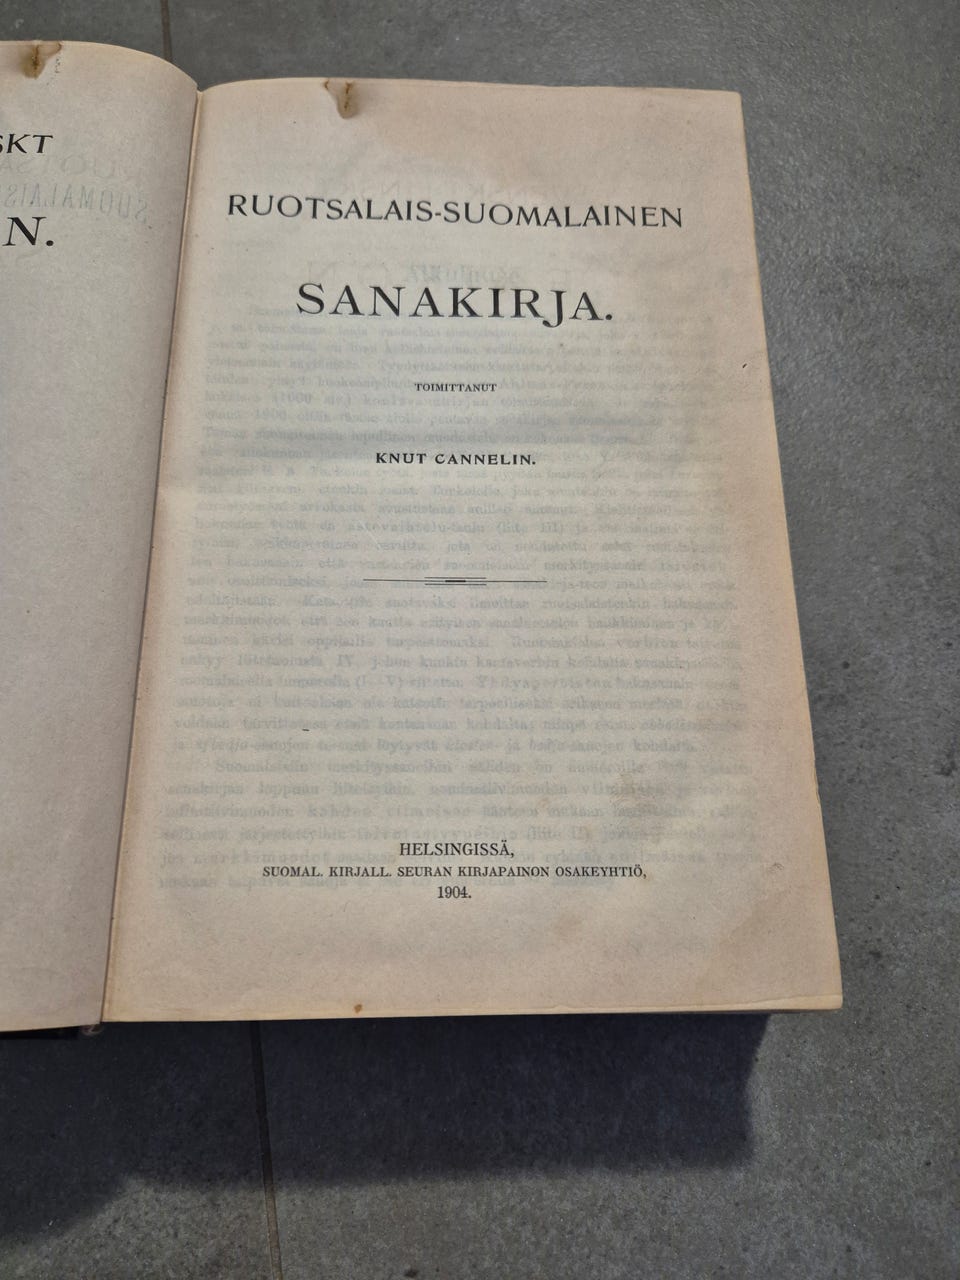 SKT
N.
RUOTSALAIS-SUOMALAINEN
SANAKIRJA.
TOIMITTANUT
KNUT CANNELIN.
HELSINGISSÄ,
SUOMAL. KIRJALL. SEURAN KIRJAPAINON OSAKEYHTIÖ,
1904.